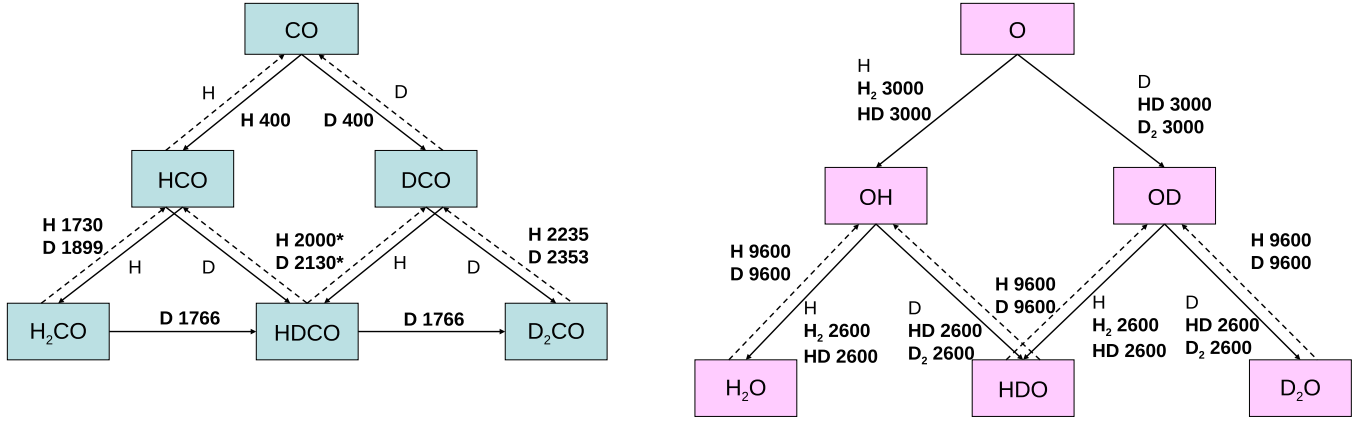 CO
H
D
H 400
D 400
HCO
DCO
H 1730
D 1899
H
D
H 2000*
D 2130*
H
D
H 2235
D 2353
H₂CO
D 1766
HDCO
D 1766
D₂CO
O
H
H₂ 3000
HD 3000
D
HD 3000
D₂ 3000
OH
OD
H 9600
D 9600
H
H₂ 2600
HD 2600
D
HD 2600
D₂ 2600
H 9600
D 9600
H
H₂ 2600
HD 2600
D
HD 2600
D₂ 2600
H 9600
D 9600
H₂O
HDO
D₂O